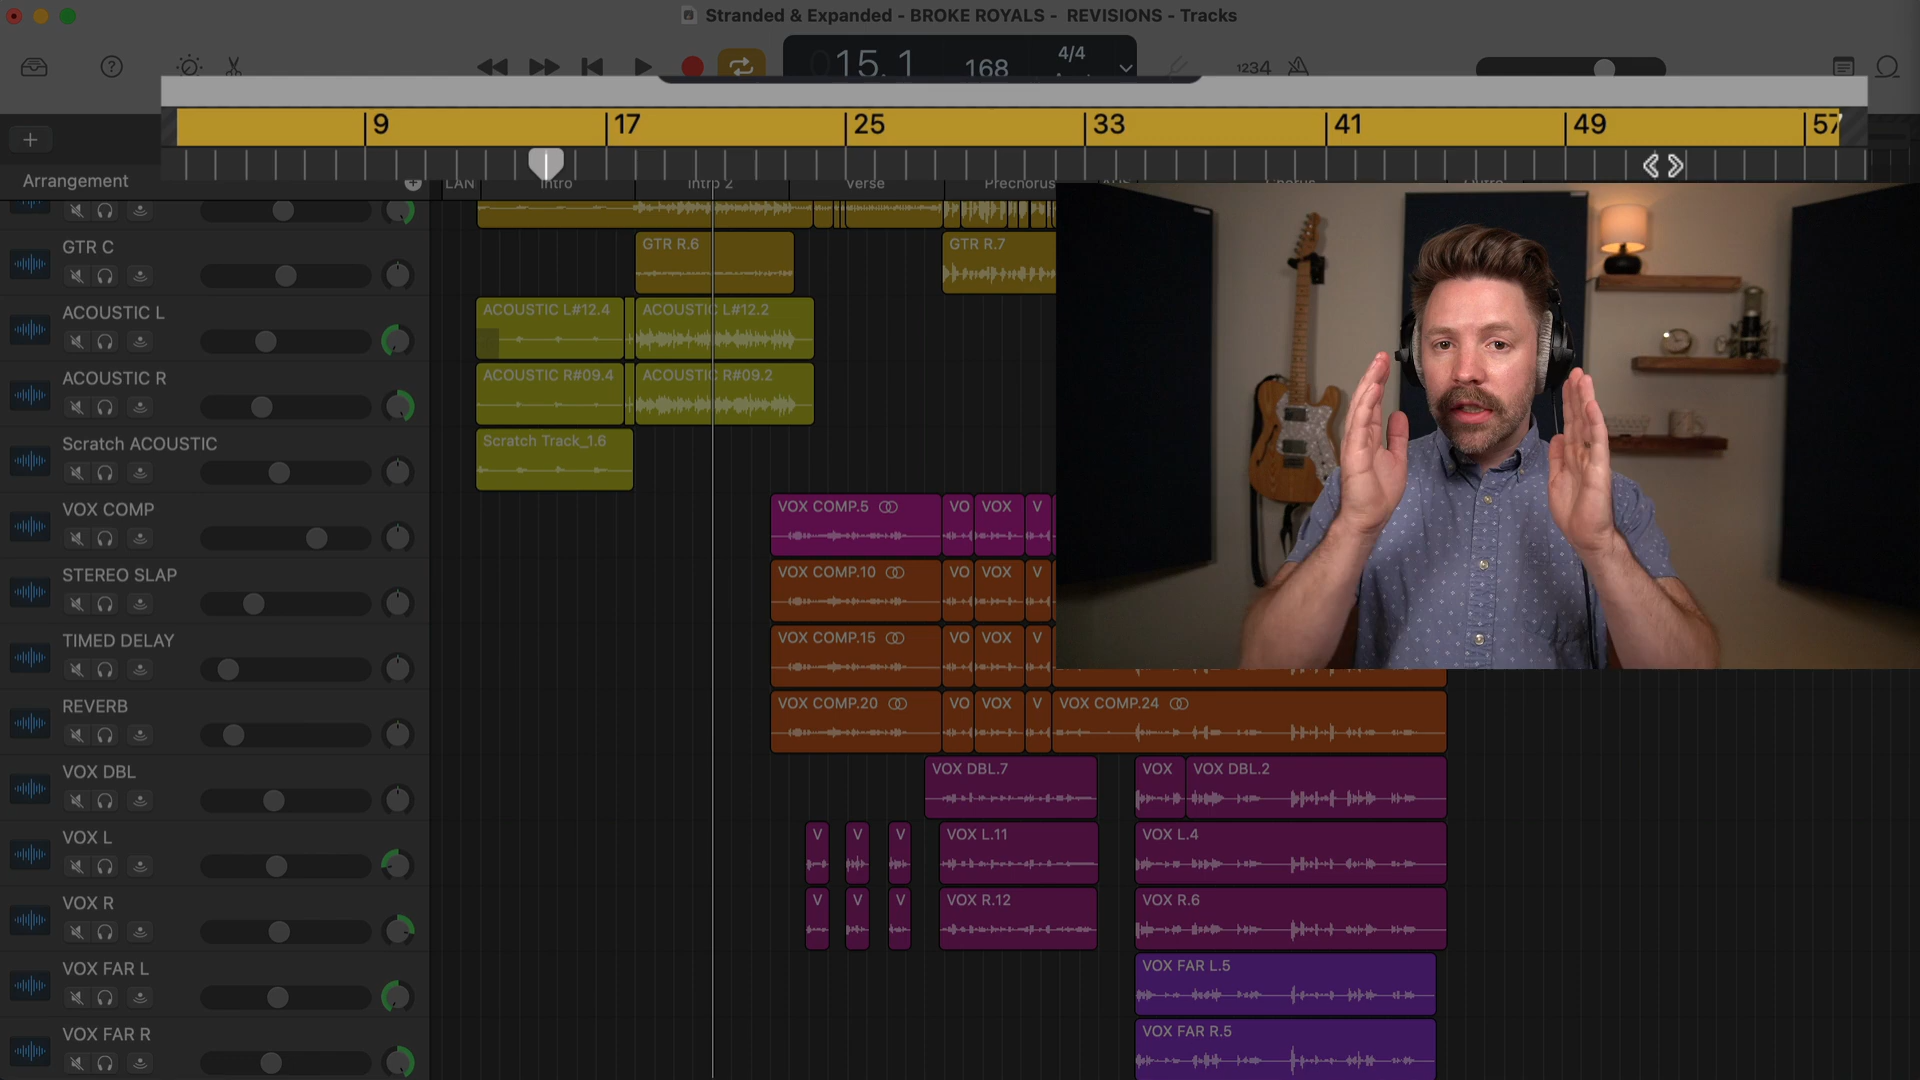 Stranded & Expanded - BROKE ROYALS -  REVISIONS - Tracks
015.1
168
4/4
1234
9
17
25
33
41
49
57
Arrangement
LAN
Intro
Intro 2
Verse
Prechorus
Chorus
GTR C
GTR R.6
GTR R.7
ACOUSTIC L
ACOUSTIC L#12.4
ACOUSTIC L#12.2
ACOUSTIC R
ACOUSTIC R#09.4
ACOUSTIC R#09.2
Scratch ACOUSTIC
Scratch Track_1.6
VOX COMP
VOX COMP.5
VO
VOX
V
STEREO SLAP
VOX COMP.10
VO
VOX
V
TIMED DELAY
VOX COMP.15
VO
VOX
V
REVERB
VOX COMP.20
VO
VOX
V
VOX COMP.24
VOX DBL
VOX DBL.7
VOX
VOX DBL.2
VOX L
V
V
V
VOX L.11
VOX L.4
VOX R
V
V
V
VOX R.12
VOX R.6
VOX FAR L
VOX FAR L.5
VOX FAR R
VOX FAR R.5